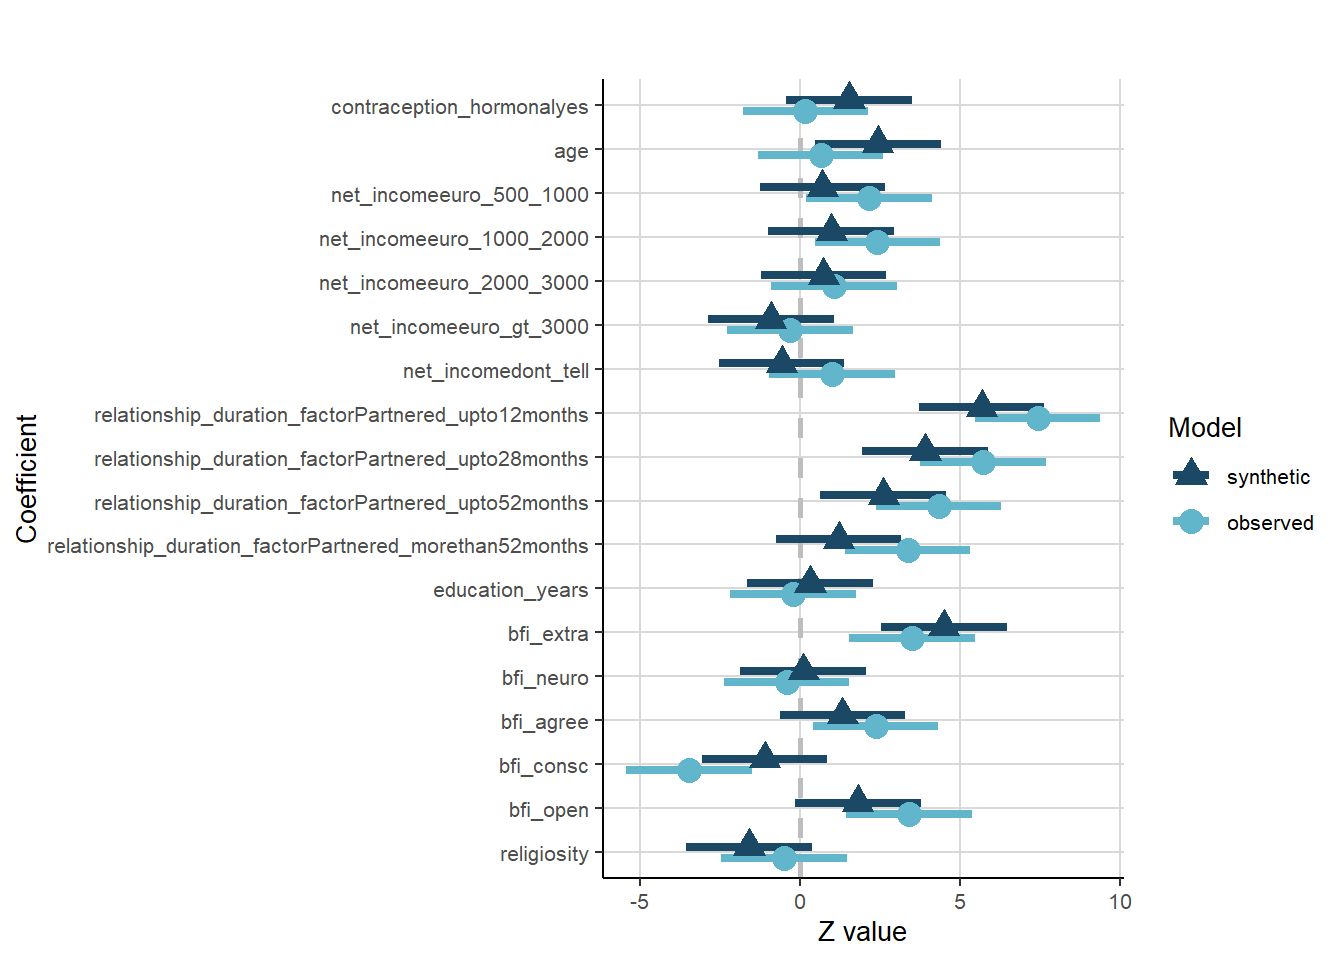 contraception_hormonalyes
age
net_incomeeuro_500_1000
net_incomeeuro_1000_2000
net_incomeeuro_2000_3000
net_incomeeuro_gt_3000
net_incomedont_tell
relationship_duration_factorPartnered_upto12months
relationship_duration_factorPartnered_upto28months
relationship_duration_factorPartnered_upto52months
relationship_duration_factorPartnered_morethan52months
education_years
bfi_extra
bfi_neuro
bfi_agree
bfi_consc
bfi_open
religiosity
Coefficient
-5 0 5 10
Z value
Model
synthetic
observed